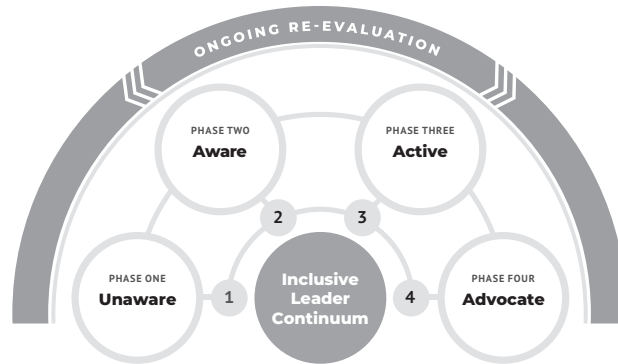 ONGOING RE-EVALUATION
PHASE TWO
Aware
PHASE THREE
Active
2
3
PHASE ONE
Unaware
1
Inclusive
Leader
Continuum
4
PHASE FOUR
Advocate